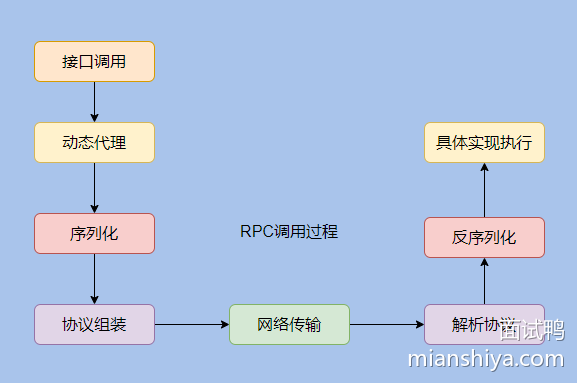 接口调用
动态代理
具体实现执行
序列化
RPC调用过程
反序列化
协议组装
网络传输
解析协议
面试鸭
mianshiya.com